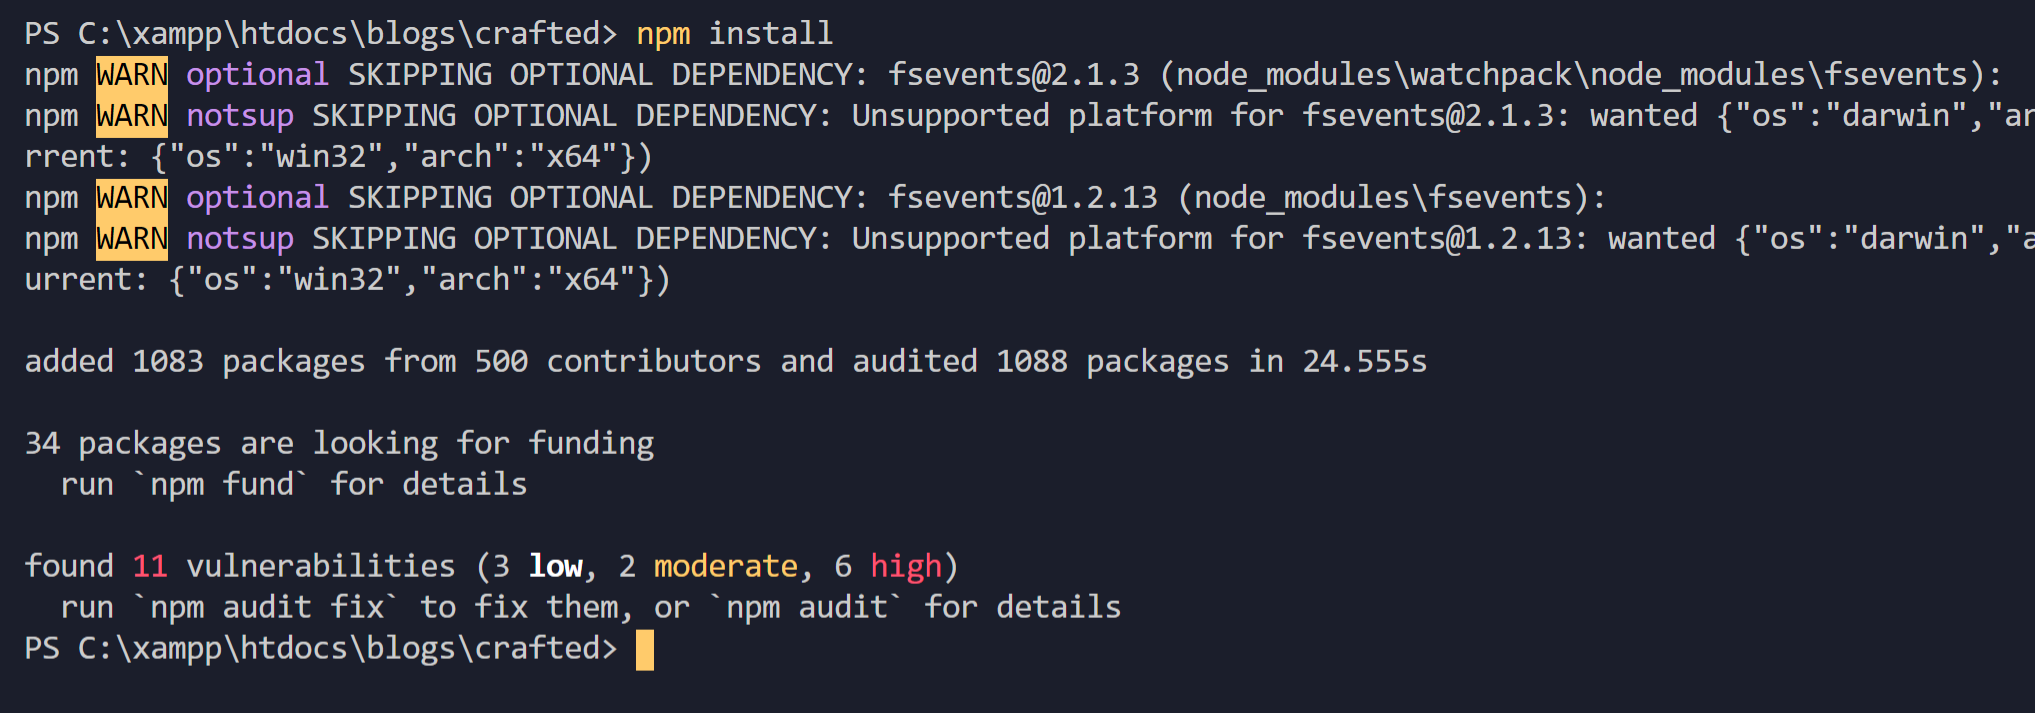 PS C:\xampp\htdocs\blogs\crafted> npm install
npm WARN optional SKIPPING OPTIONAL DEPENDENCY: fsevents@2.1.3 (node_modules\watchpack\node_modules\fsevents):
npm WARN notsup SKIPPING OPTIONAL DEPENDENCY: Unsupported platform for fsevents@2.1.3: wanted {"os":"darwin","ar
rrent: {"os":"win32","arch":"x64"})
npm WARN optional SKIPPING OPTIONAL DEPENDENCY: fsevents@1.2.13 (node_modules\fsevents):
npm WARN notsup SKIPPING OPTIONAL DEPENDENCY: Unsupported platform for fsevents@1.2.13: wanted {"os":"darwin","a
urrent: {"os":"win32","arch":"x64"})
added 1083 packages from 500 contributors and audited 1088 packages in 24.555s
34 packages are looking for funding
  run `npm fund` for details
found 11 vulnerabilities (3 low, 2 moderate, 6 high)
  run `npm audit fix` to fix them, or `npm audit` for details
PS C:\xampp\htdocs\blogs\crafted>